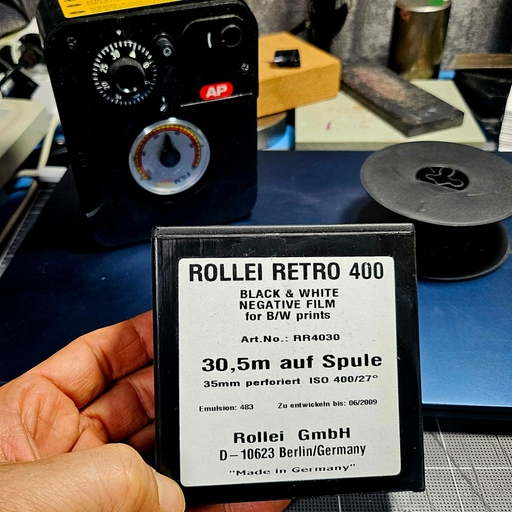 AP
FILM
ROLLEI RETRO 400
BLACK & WHITE
NEGATIVE FILM
for B/W prints
Art.No.: RR4030
30,5m auf Spule
35mm perforiert ISO 400/27°
Emulsion: 483 Zu entwickeln bis: 06/2009
Rollei GmbH
D-10623 Berlin/Germany
"Made in Germany"